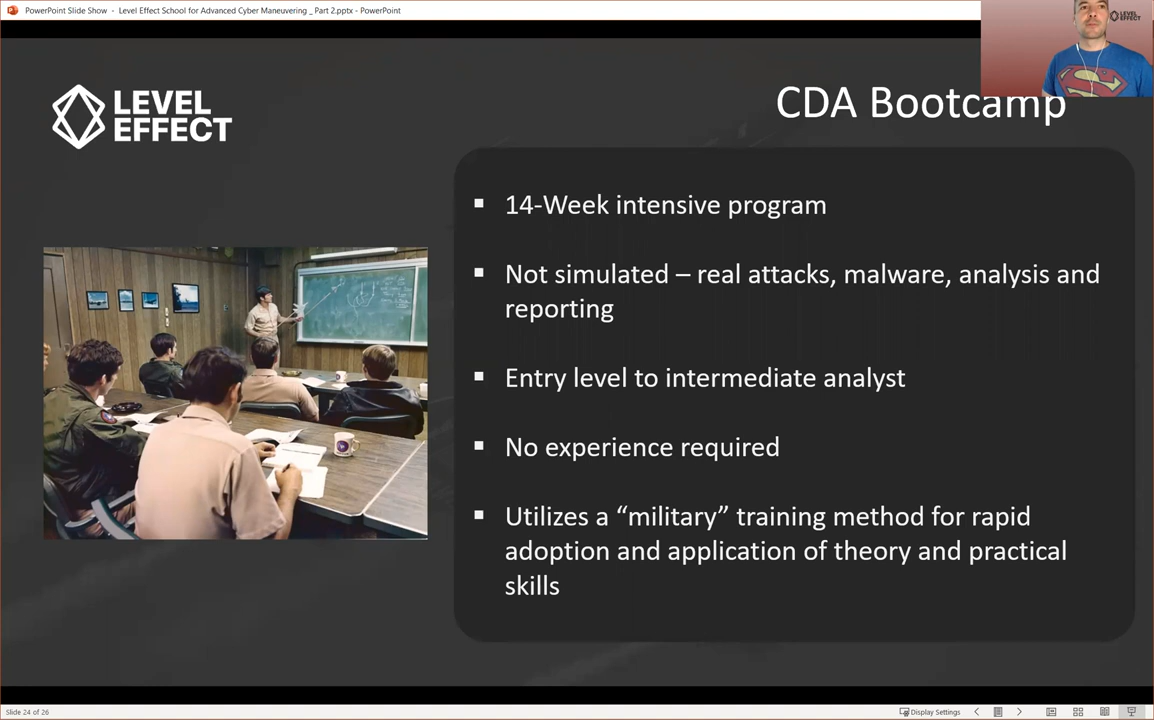 PowerPoint Slide Show - Level Effect School for Advanced Cyber Maneuvering _ Part 2.pptx - PowerPoint
LEVEL
EFFECT
LEVEL
EFFECT
CDA Bootcamp
▪ 14-Week intensive program
▪ Not simulated – real attacks, malware, analysis and
reporting
▪ Entry level to intermediate analyst
▪ No experience required
▪ Utilizes a “military” training method for rapid
adoption and application of theory and practical
skills
Slide 24 of 26
Display Settings